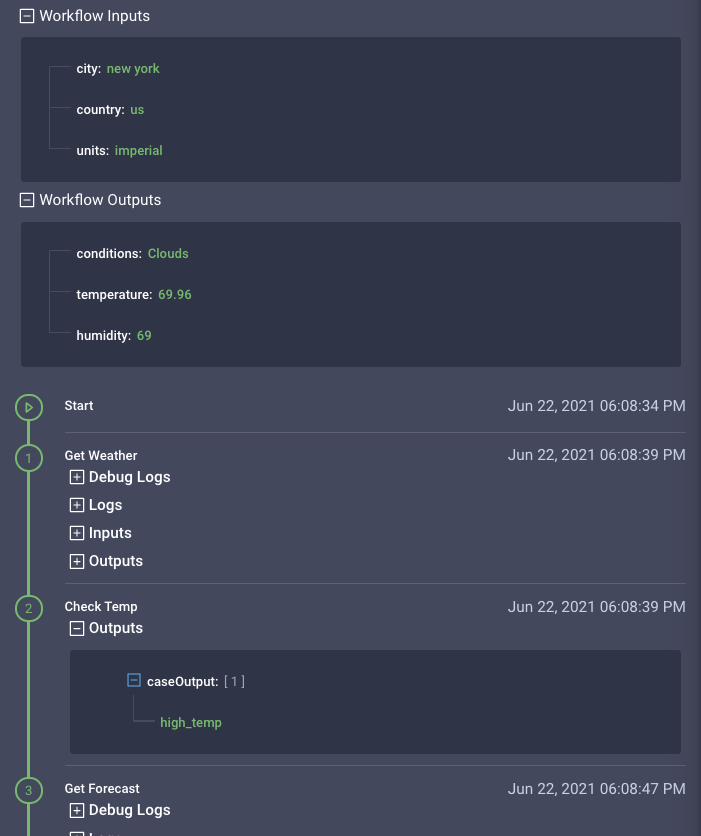 Workflow Inputs
city: new york
country: us
units: imperial
Workflow Outputs
conditions: Clouds
temperature: 69.96
humidity: 69
Start Jun 22, 2021 06:08:34 PM
1 Get Weather Jun 22, 2021 06:08:39 PM
Debug Logs
Logs
Inputs
Outputs
2 Check Temp Jun 22, 2021 06:08:39 PM
Outputs
caseOutput: [ 1 ]
high_temp
3 Get Forecast Jun 22, 2021 06:08:47 PM
Debug Logs